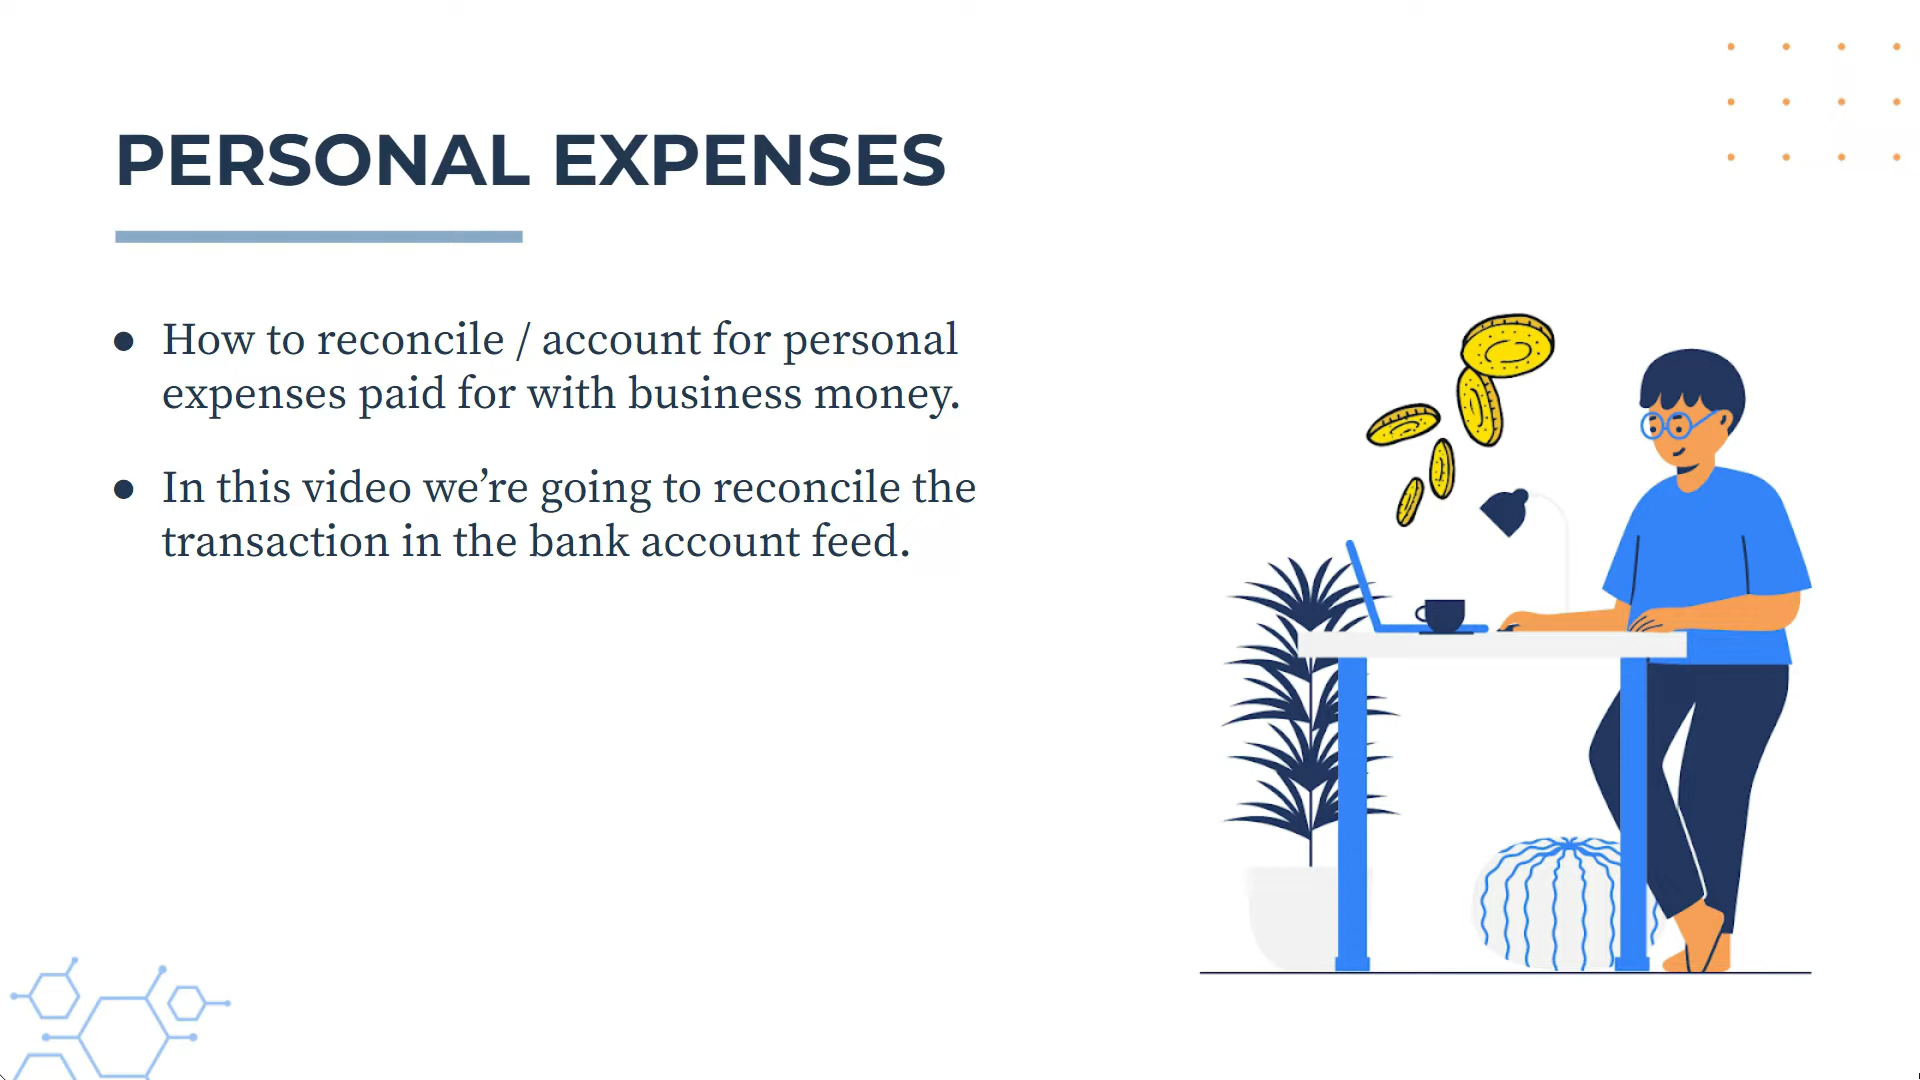 PERSONAL EXPENSES
● How to reconcile / account for personal
expenses paid for with business money.
● In this video we’re going to reconcile the
transaction in the bank account feed.